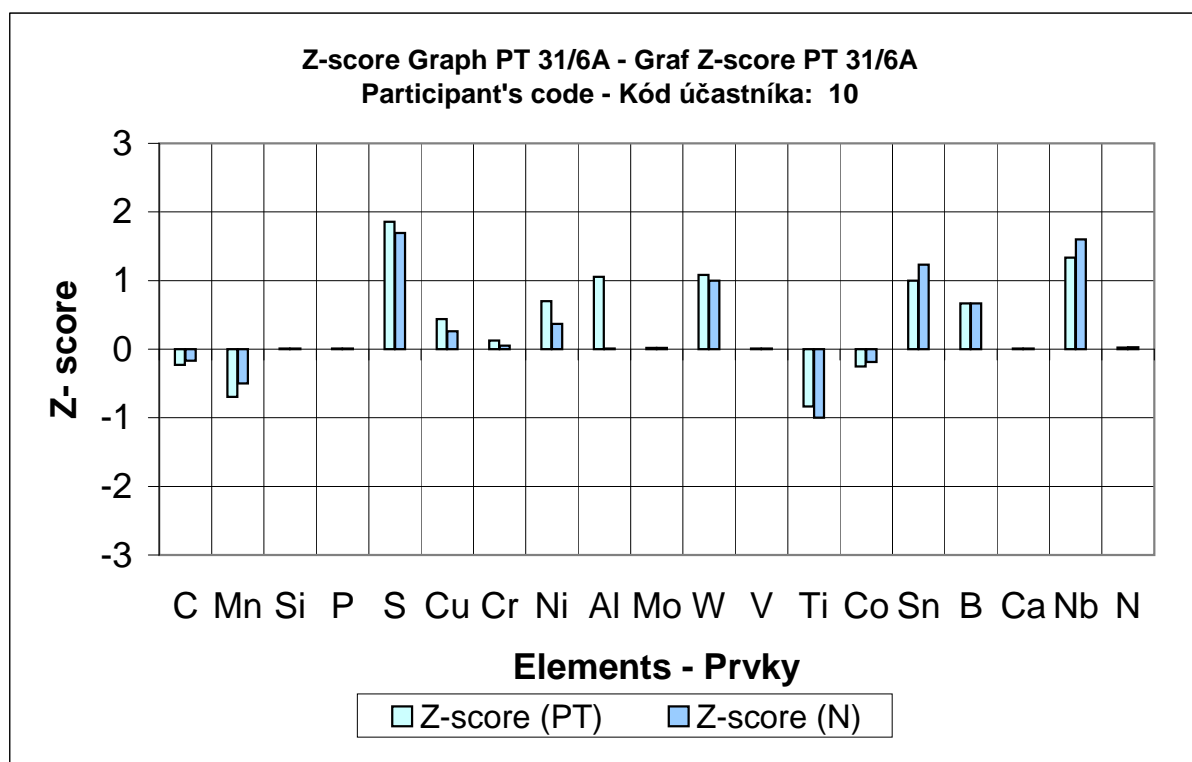 Z-score Graph PT 31/6A - Graf Z-score PT 31/6A
Participant's code - Kód účastníka:  10
3
2
1
0
-1
-2
-3
Z- score
C Mn Si P S Cu Cr Ni Al Mo W V Ti Co Sn B Ca Nb N
Elements - Prvky
Z-score (PT) Z-score (N)